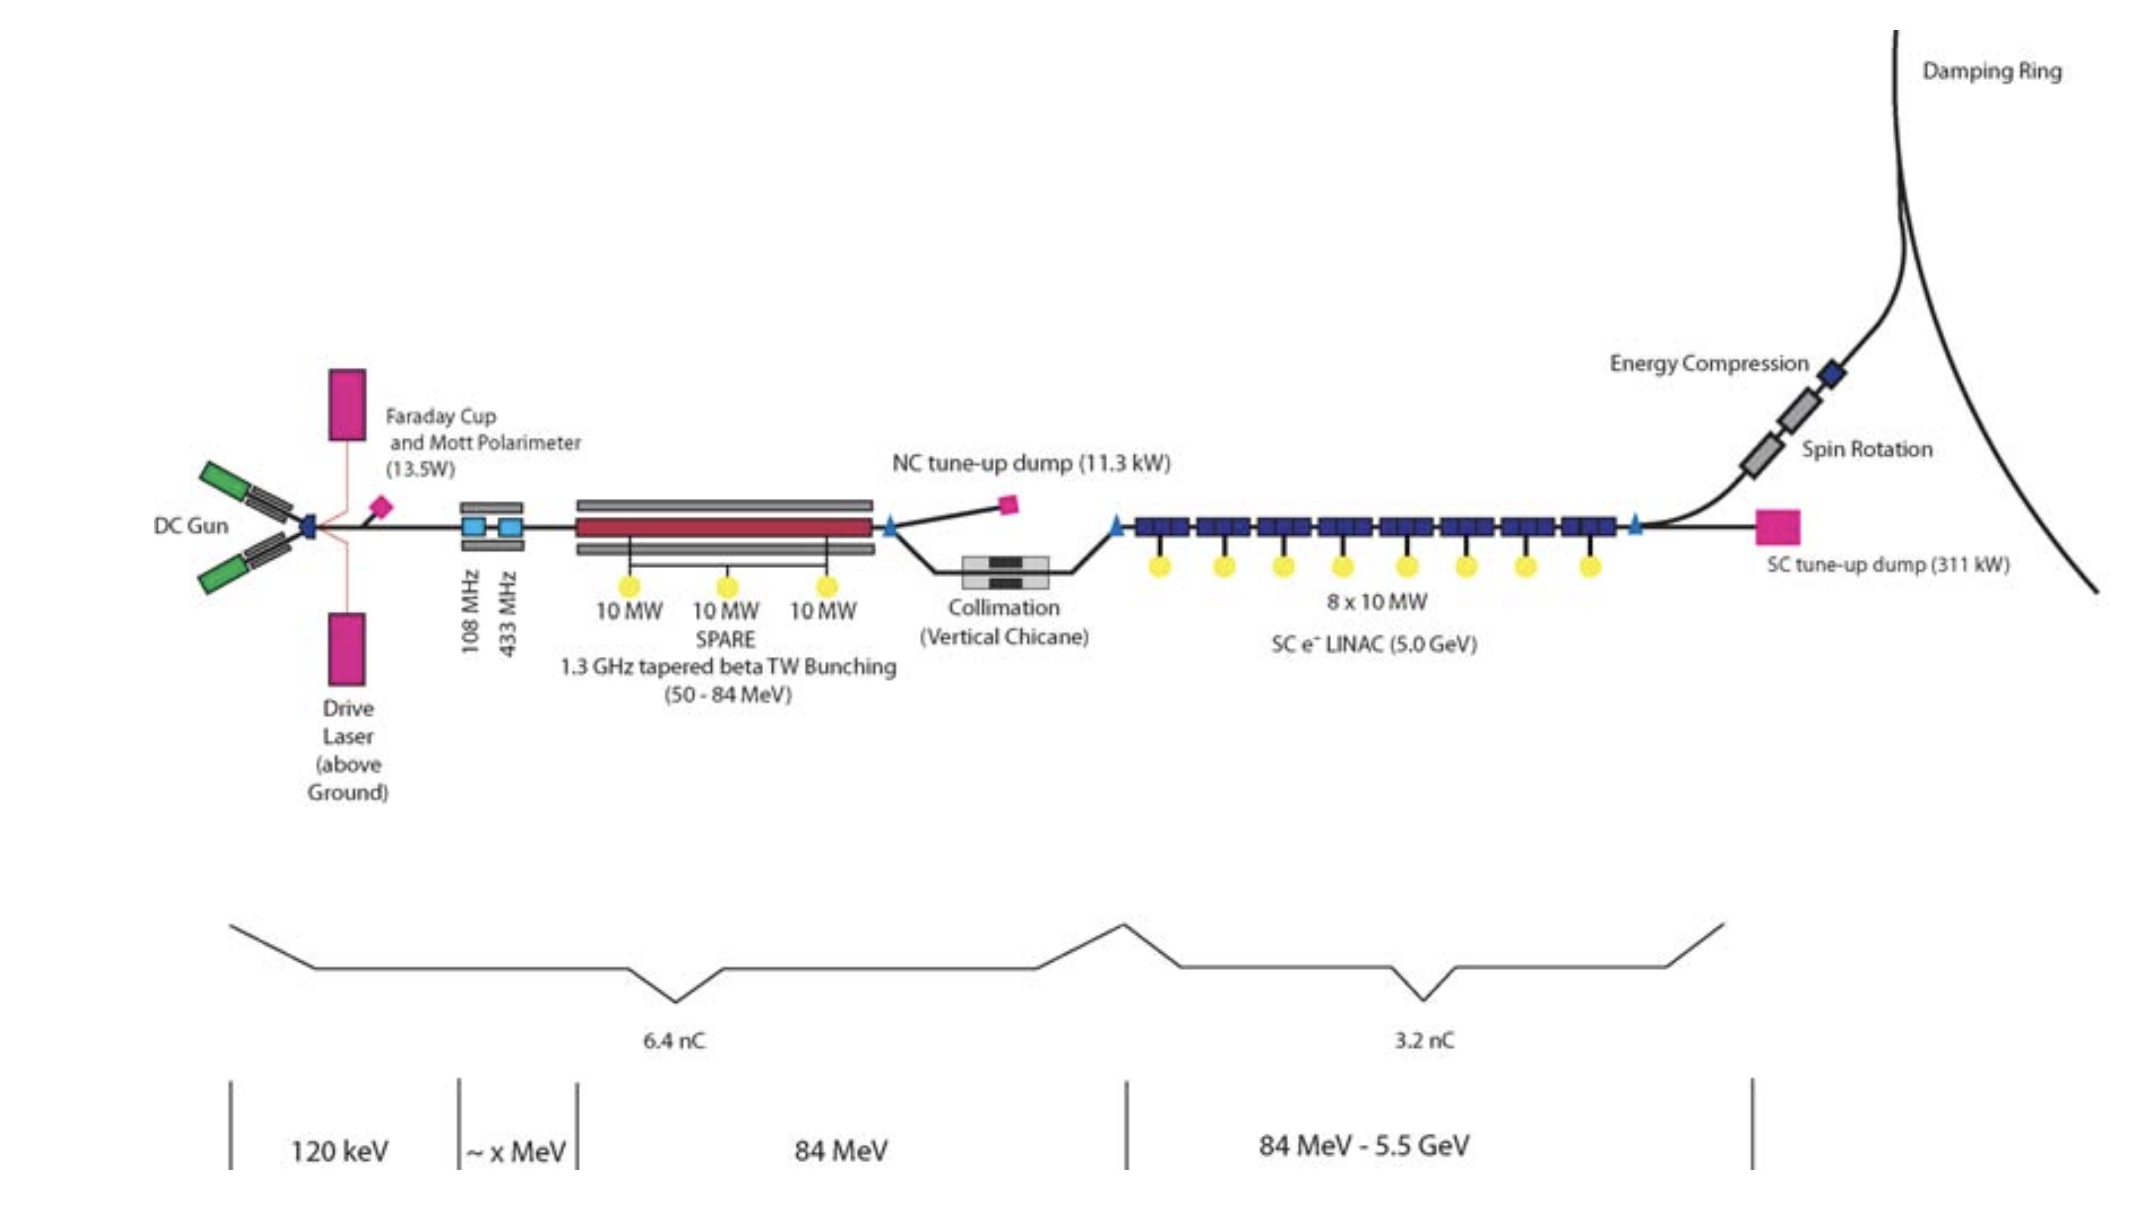 Damping Ring
Energy Compression
Spin Rotation
Faraday Cup
and Mott Polarimeter
(13.5W)
NC tune-up dump (11.3 kW)
DC Gun
SC tune-up dump (311 kW)
108 MHz
433 MHz
10 MW
10 MW
10 MW
SPARE
1.3 GHz tapered beta TW Bunching
(50 - 84 MeV)
Collimation
(Vertical Chicane)
8 x 10 MW
SC e⁻ LINAC (5.0 GeV)
Drive
Laser
(above
Ground)
6.4 nC
3.2 nC
120 keV
~ x MeV
84 MeV
84 MeV - 5.5 GeV